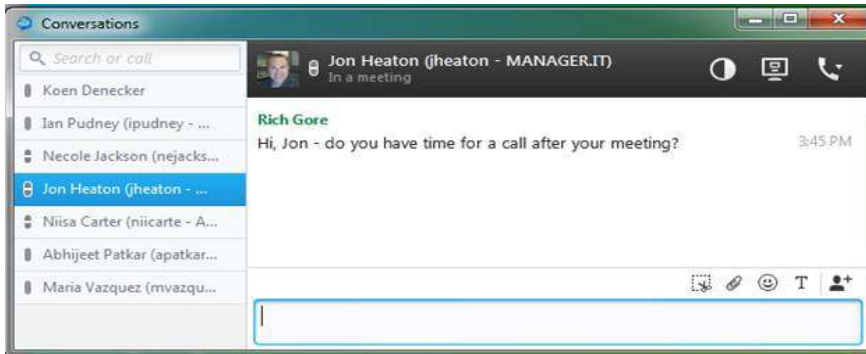 Conversations
Search or call
Koen Denecker
Ian Pudney (ipudney - ...
Necole Jackson (nejacks...
Jon Heaton (jheaton - ...
Niisa Carter (niicarte - A...
Abhijeet Patkar (apatkar...
Maria Vazquez (mvazqu...
Jon Heaton (jheaton - MANAGER.IT)
In a meeting
Rich Gore
Hi, Jon - do you have time for a call after your meeting? 3:45 PM
T